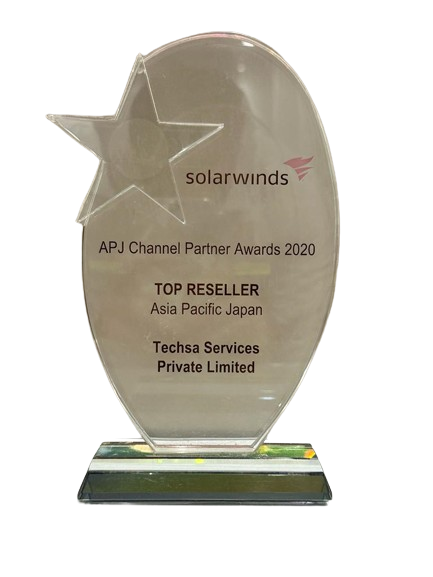 solarwinds
APJ Channel Partner Awards 2020
TOP RESELLER
Asia Pacific Japan
Techsa Services
Private Limited